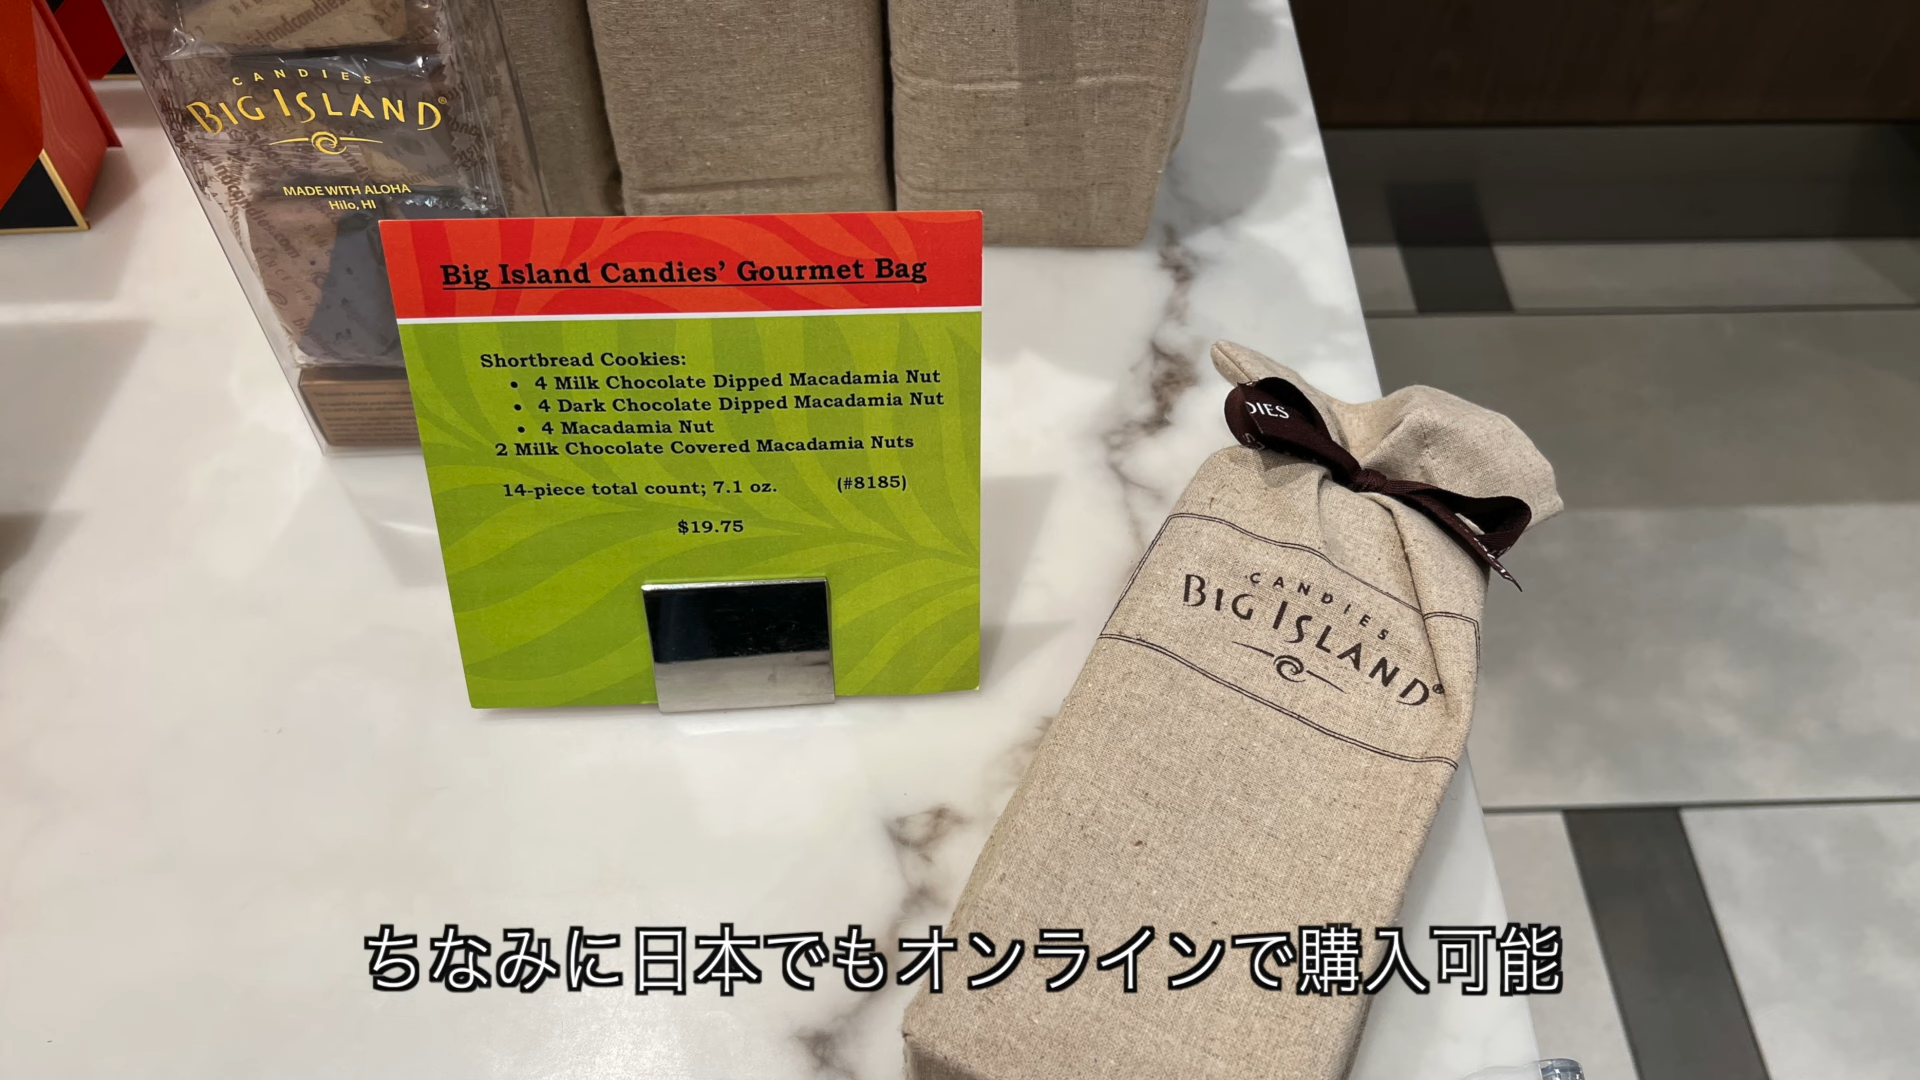 CANDIES
BIG ISLAND®
MADE WITH ALOHA
Hilo, HI
Big Island Candies’ Gourmet Bag
Shortbread Cookies:
• 4 Milk Chocolate Dipped Macadamia Nut
• 4 Dark Chocolate Dipped Macadamia Nut
• 4 Macadamia Nut
2 Milk Chocolate Covered Macadamia Nuts
14-piece total count; 7.1 oz. (#8185)
$19.75
DIES
CANDIES
BIG ISLAND®
ちなみに日本でもオンラインで購入可能